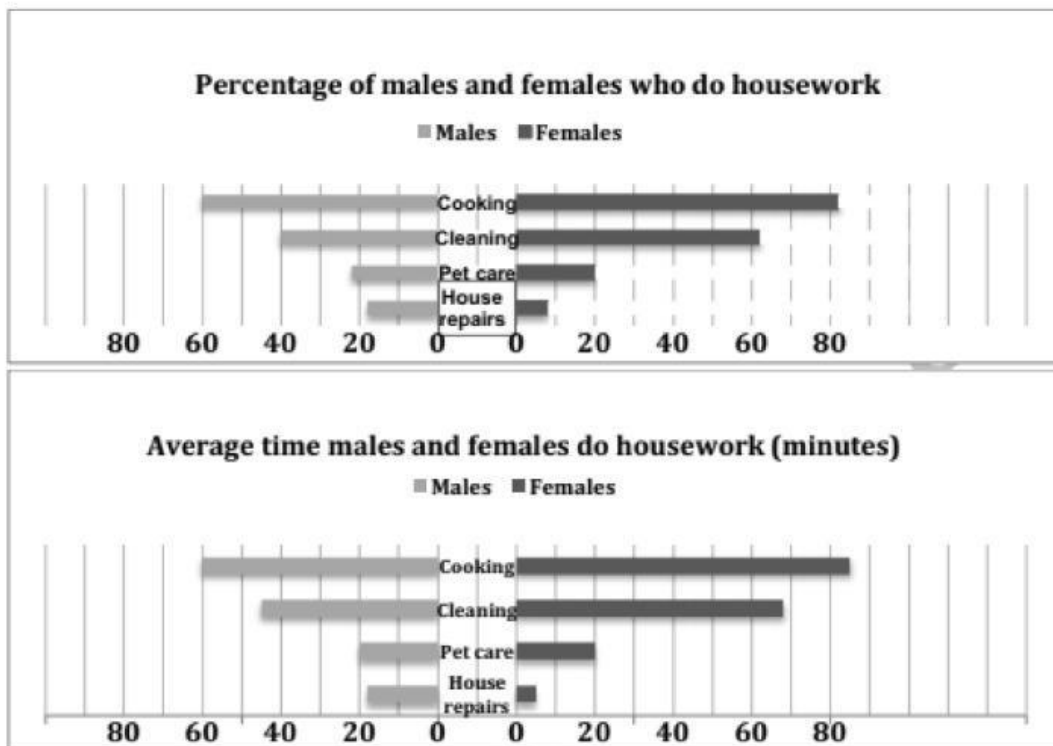 Percentage of males and females who do housework
Males Females
Cooking
Cleaning
Pet care
House
repairs
80 60 40 20 0 0 20 40 60 80
Average time males and females do housework (minutes)
Males Females
Cooking
Cleaning
Pet care
House
repairs
80 60 40 20 0 0 20 40 60 80